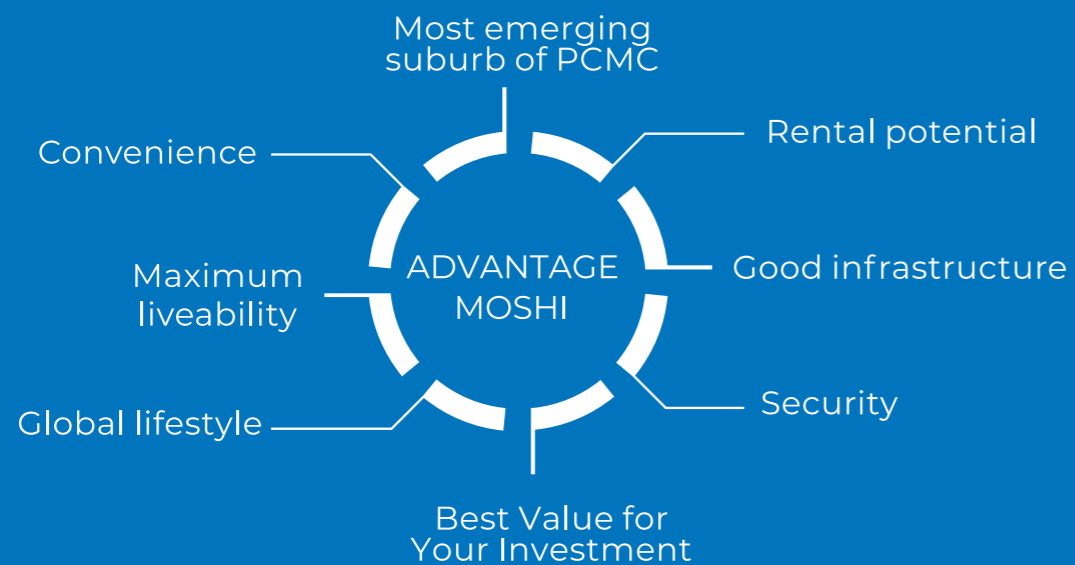 Most emerging
suburb of PCMC
Convenience
Rental potential
ADVANTAGE
MOSHI
Maximum
liveability
Good infrastructure
Global lifestyle
Security
Best Value for
Your Investment